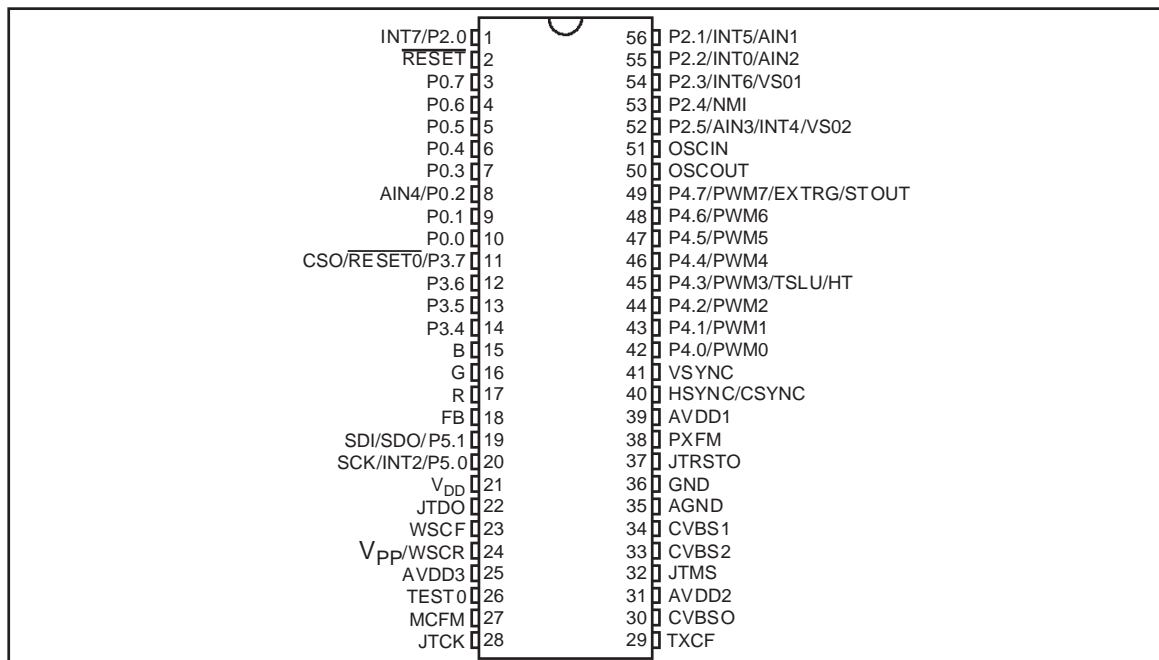 INT7/P2.0 1 56 P2.1/INT5/AIN1
RESET 2 55 P2.2/INT0/AIN2
P0.7 3 54 P2.3/INT6/VS01
P0.6 4 53 P2.4/NMI
P0.5 5 52 P2.5/AIN3/INT4/VS02
P0.4 6 51 OSCIN
P0.3 7 50 OSCOUT
AIN4/P0.2 8 49 P4.7/PWM7/EXTRG/STOUT
P0.1 9 48 P4.6/PWM6
P0.0 10 47 P4.5/PWM5
CSO/RESET0/P3.7 11 46 P4.4/PWM4
P3.6 12 45 P4.3/PWM3/TSLU/HT
P3.5 13 44 P4.2/PWM2
P3.4 14 43 P4.1/PWM1
B 15 42 P4.0/PWM0
G 16 41 VSYNC
R 17 40 HSYNC/CSYNC
FB 18 39 AVDD1
SDI/SDO/P5.1 19 38 PXFM
SCK/INT2/P5.0 20 37 JTRSTO
VDD 21 36 GND
JTDO 22 35 AGND
WSCF 23 34 CVBS1
VPP/WSCR 24 33 CVBS2
AVDD3 25 32 JTMS
TEST0 26 31 AVDD2
MCFM 27 30 CVBSO
JTCK 28 29 TXCF